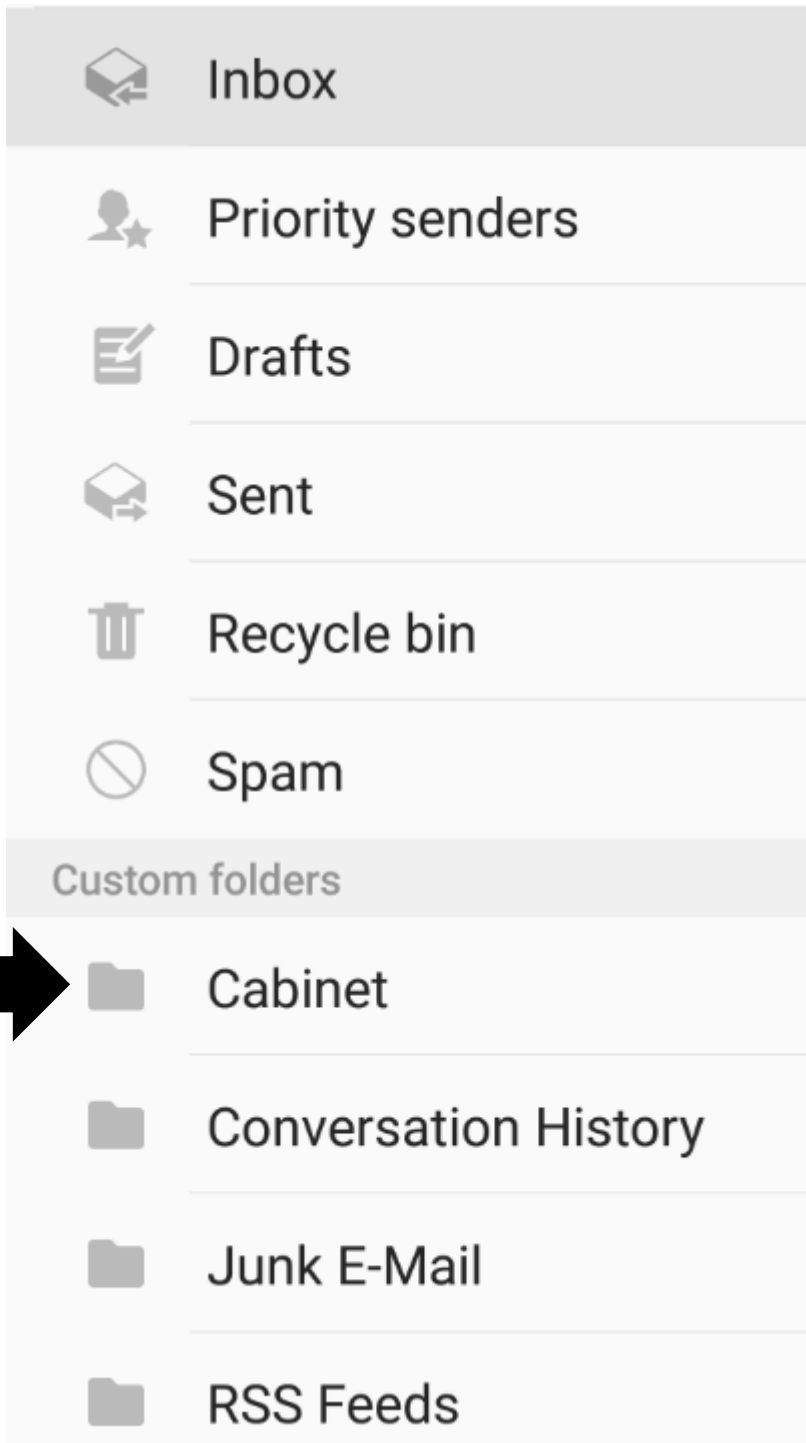 Inbox
Priority senders
Drafts
Sent
Recycle bin
Spam
Custom folders
Cabinet
Conversation History
Junk E-Mail
RSS Feeds